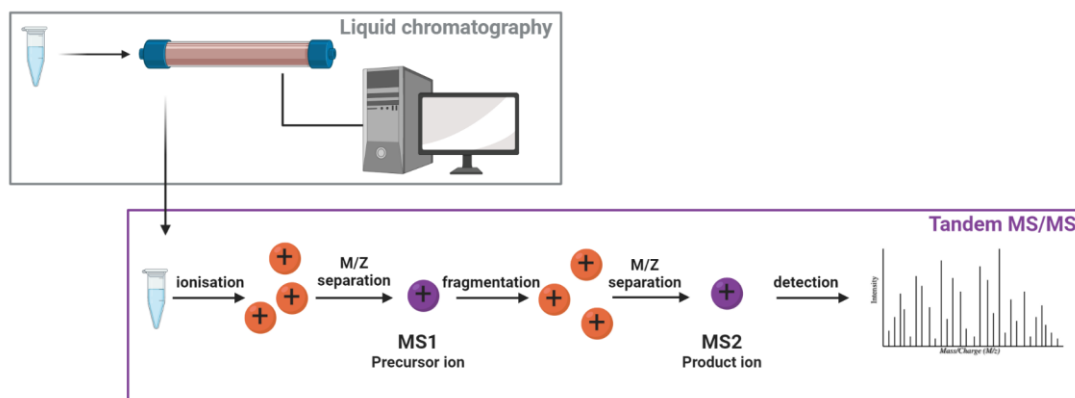 Liquid chromatography
Tandem MS/MS
ionisation
M/Z
separation
fragmentation
M/Z
separation
detection
MS1
Precursor ion
MS2
Product ion
Intensity
Mass/Charge (M/z)